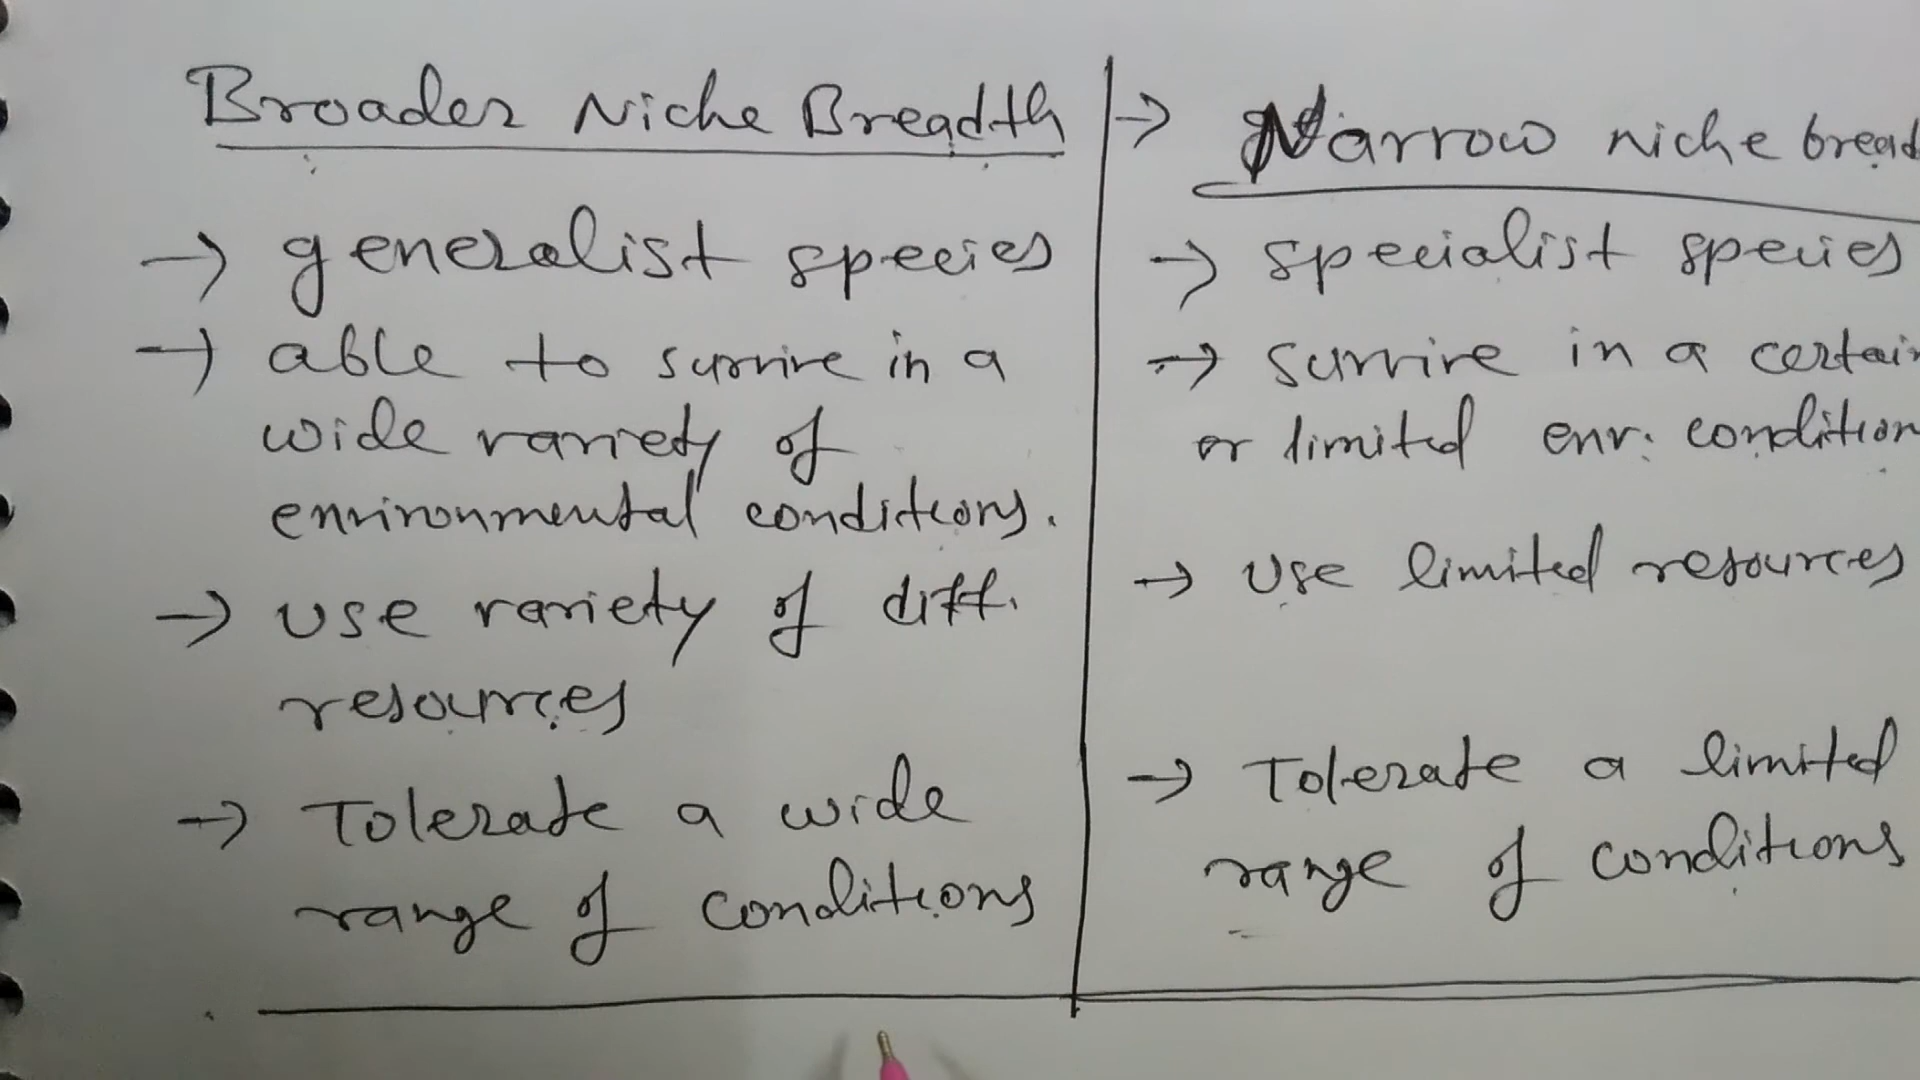 Broader Niche Breadth
→ generalist species
→ able to survive in a
wide variety of
environmental conditions.
→ use variety of diff.
resources
→ Tolerate a wide
range of conditions
→ Narrow niche bread
→ specialist species
→ survive in a certain
or limited env. condition
→ Use limited resources
→ Tolerate a limited
range of conditions